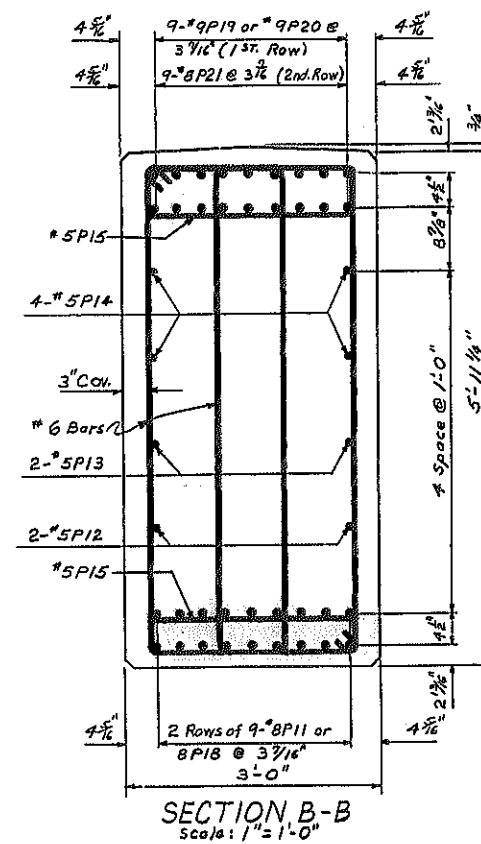 4 5/16" 9-#9P19 or #9P20 @ 4 5/16"
3 7/16" (1ST. Row)
4 5/16" 9-#8P21 @ 3 7/16" (2nd. Row) 4 5/16"
2 13/16" 3/4"
4 1/2"
#5P15
8 7/8"
4-#5P14
5'-11 1/4"
3" Cov.
4 Space @ 1'-0"
#6 Bars
2-#5P13
2-#5P12
#5P15
4 1/2"
2 13/16"
4 5/16" 2 Rows of 9-#8P11 or 4 5/16"
8P18 @ 3 7/16"
3'-0"
SECTION B-B
Scale: 1"=1'-0"